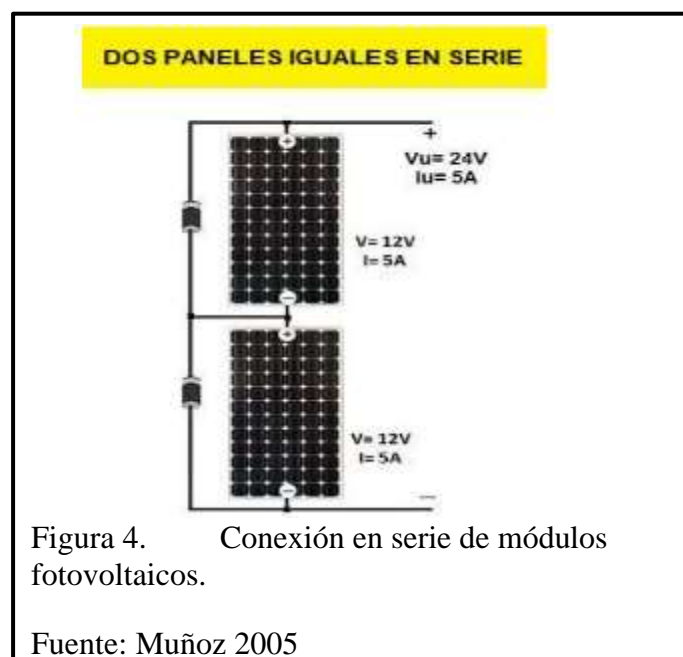 DOS PANELES IGUALES EN SERIE
+
Vu= 24V
Iu= 5A
+
V= 12V
I= 5A
−
+
V= 12V
I= 5A
−
−
Figura 4. Conexión en serie de módulos
fotovoltaicos.
Fuente: Muñoz 2005